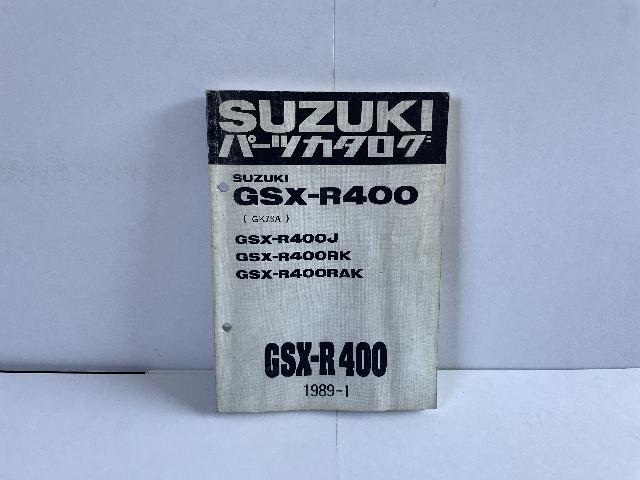 SUZUKI
パーツカタログ
SUZUKI
GSX-R400
( GK73A )
GSX-R400J
GSX-R400RK
GSX-R400RAK
GSX-R 400
1989-1